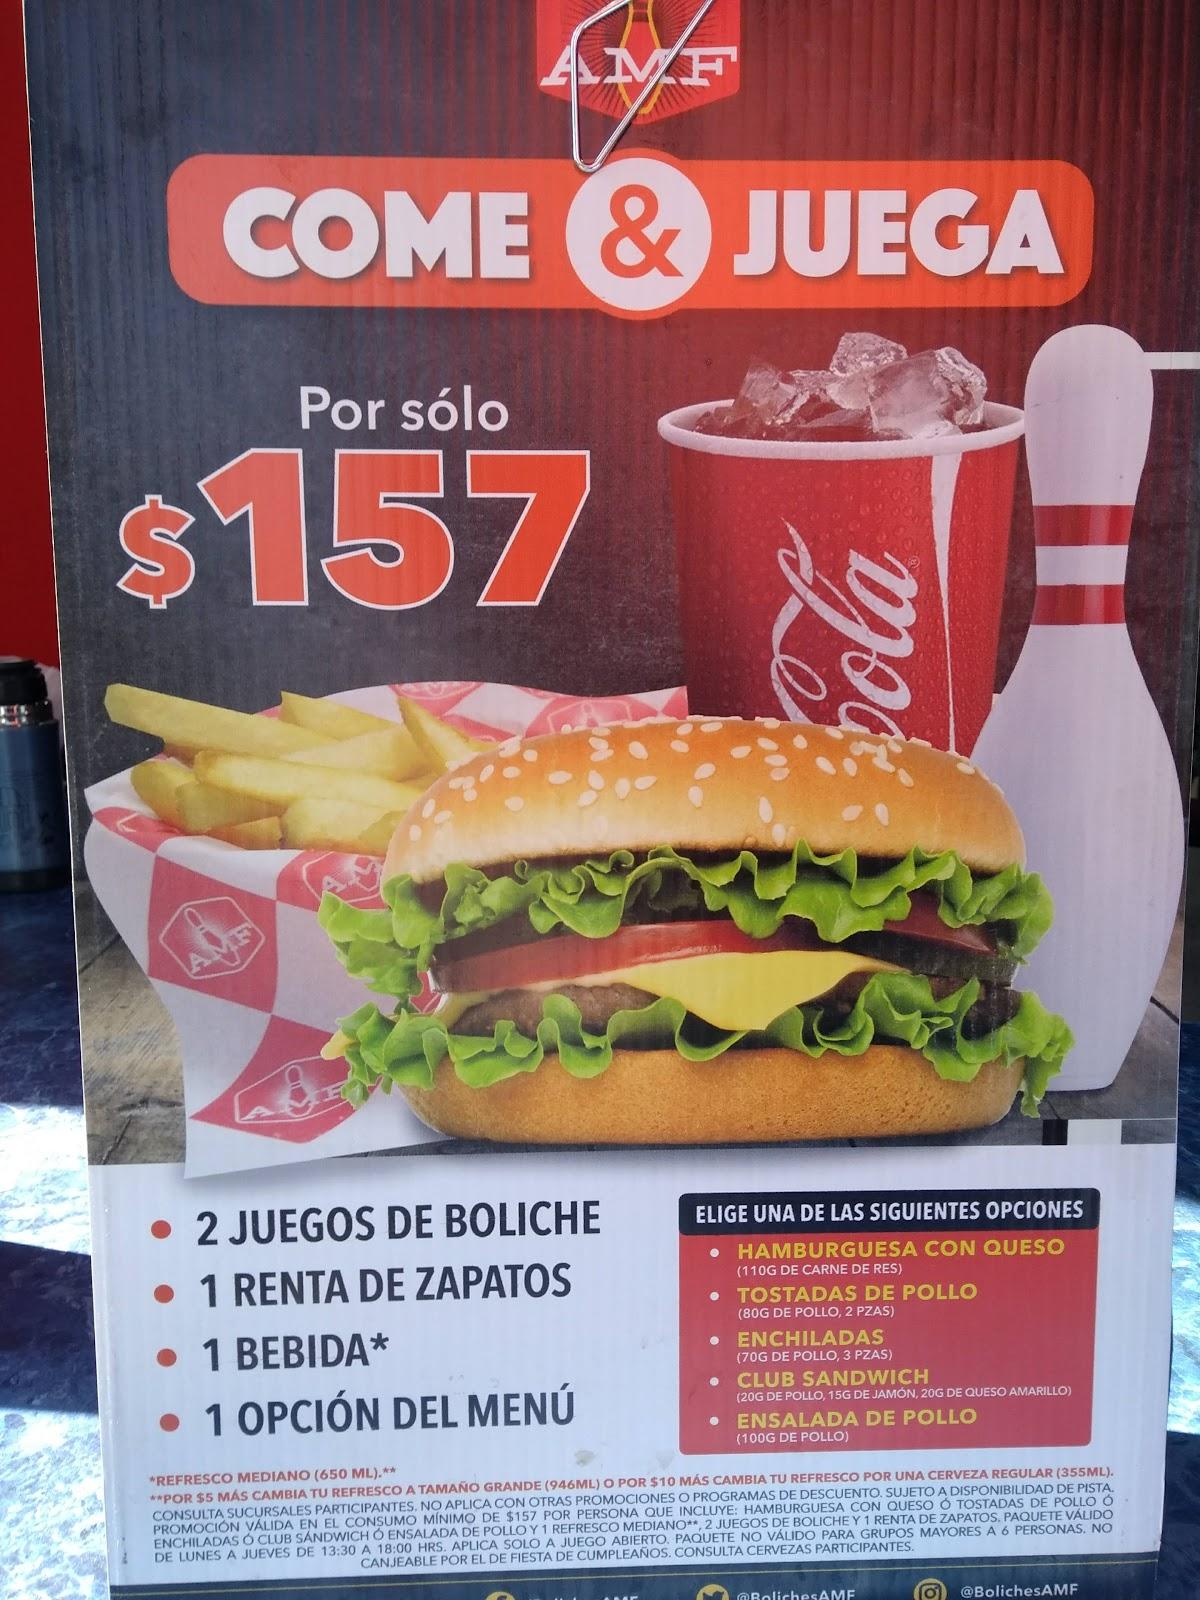 AMF
COME & JUEGA
Por sólo
$157
Coca-Cola
AMF
AMF
AMF
• 2 JUEGOS DE BOLICHE
• 1 RENTA DE ZAPATOS
• 1 BEBIDA*
• 1 OPCIÓN DEL MENÚ
ELIGE UNA DE LAS SIGUIENTES OPCIONES
• HAMBURGUESA CON QUESO
(110G DE CARNE DE RES)
• TOSTADAS DE POLLO
(80G DE POLLO, 2 PZAS)
• ENCHILADAS
(70G DE POLLO, 3 PZAS)
• CLUB SANDWICH
(20G DE POLLO, 15G DE JAMÓN, 20G DE QUESO AMARILLO)
• ENSALADA DE POLLO
(100G DE POLLO)
*REFRESCO MEDIANO (650 ML).**
**POR $5 MÁS CAMBIA TU REFRESCO A TAMAÑO GRANDE (946ML) O POR $10 MÁS CAMBIA TU REFRESCO POR UNA CERVEZA REGULAR (355ML).
CONSULTA SUCURSALES PARTICIPANTES. NO APLICA CON OTRAS PROMOCIONES O PROGRAMAS DE DESCUENTO. SUJETO A DISPONIBILIDAD DE PISTA.
PROMOCIÓN VÁLIDA EN EL CONSUMO MÍNIMO DE $157 POR PERSONA QUE INCLUYE: HAMBURGUESA CON QUESO Ó TOSTADAS DE POLLO Ó
ENCHILADAS Ó CLUB SÁNDWICH Ó ENSALADA DE POLLO Y 1 REFRESCO MEDIANO**, 2 JUEGOS DE BOLICHE Y 1 RENTA DE ZAPATOS. PAQUETE VÁLIDO
DE LUNES A JUEVES DE 13:30 A 18:00 HRS. APLICA SOLO A JUEGO ABIERTO. PAQUETE NO VÁLIDO PARA GRUPOS MAYORES A 6 PERSONAS. NO
CANJEABLE POR EL DE FIESTA DE CUMPLEAÑOS. CONSULTA CERVEZAS PARTICIPANTES.
@BolichesAMF @BolichesAMF